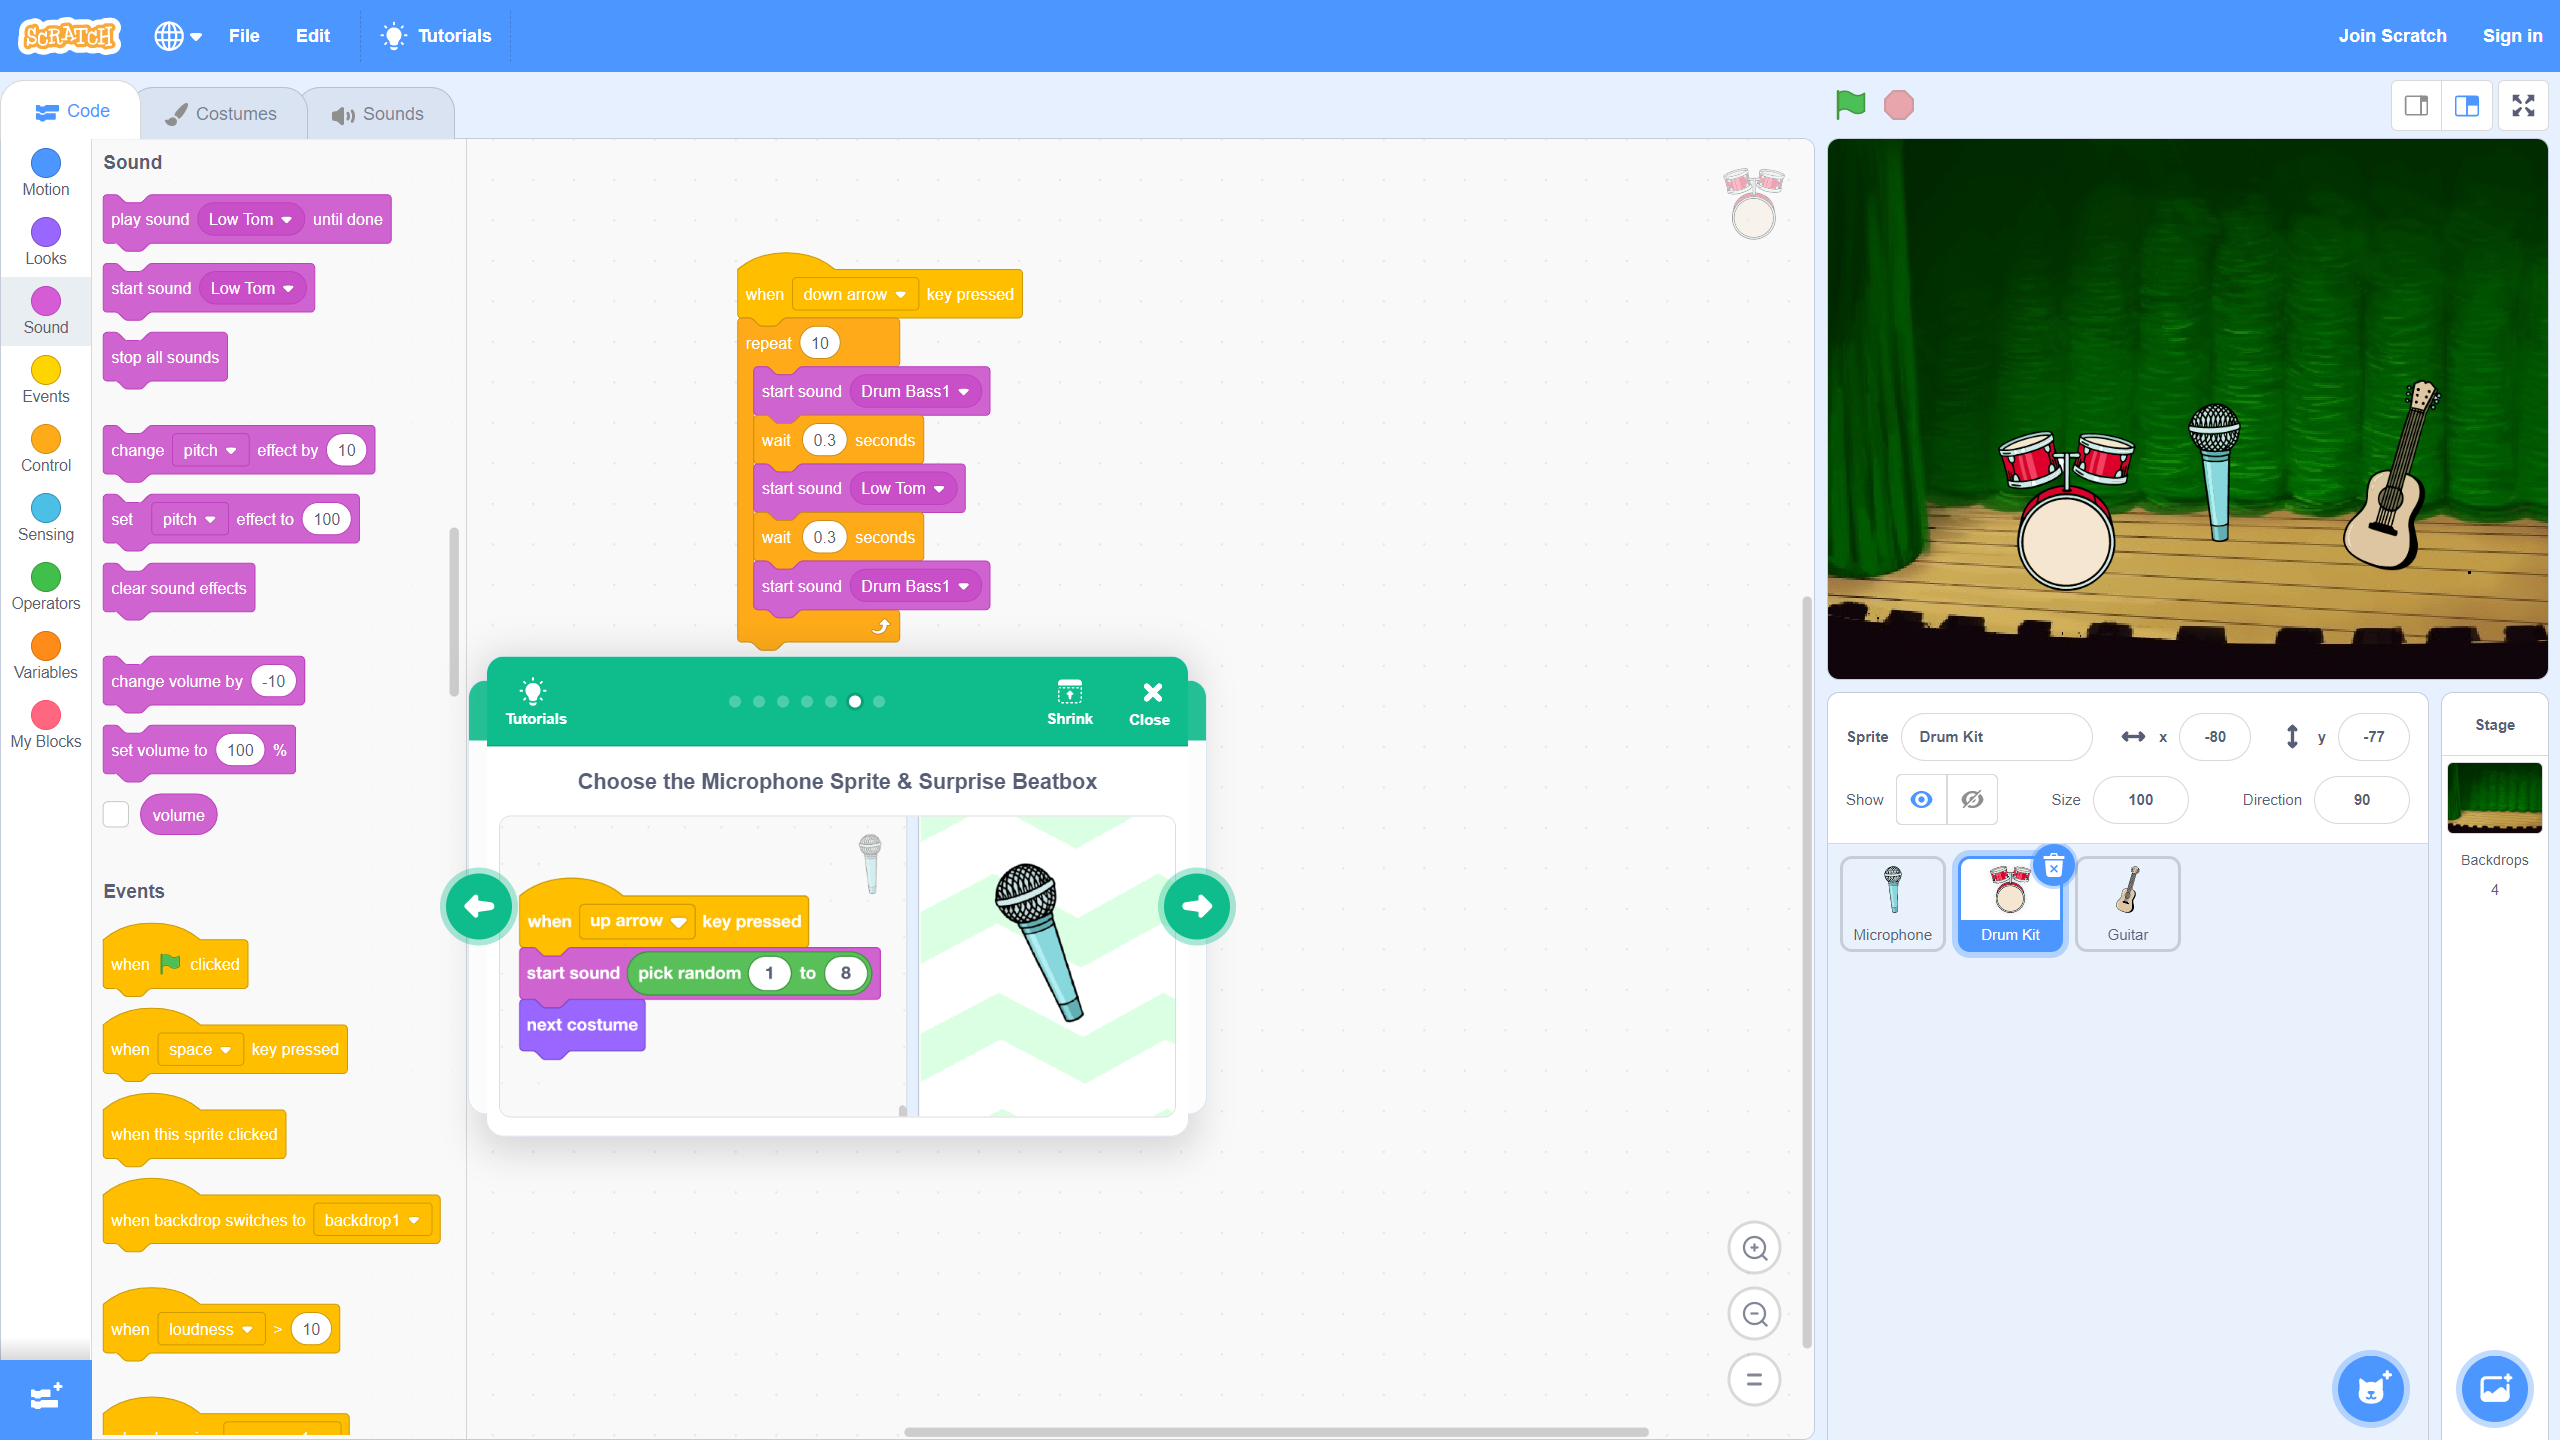 SCRATCH File Edit Tutorials Join Scratch Sign in
Code Costumes Sounds
Motion
Looks
Sound
Events
Control
Sensing
Operators
Variables
My Blocks
Sound
play sound Low Tom until done
start sound Low Tom
stop all sounds
change pitch effect by 10
set pitch effect to 100
clear sound effects
change volume by -10
set volume to 100 %
volume
Events
when clicked
when space key pressed
when this sprite clicked
when backdrop switches to backdrop1
when loudness > 10
when down arrow key pressed
repeat 10
start sound Drum Bass1
wait 0.3 seconds
start sound Low Tom
wait 0.3 seconds
start sound Drum Bass1
Tutorials Shrink Close
Choose the Microphone Sprite & Surprise Beatbox
when up arrow key pressed
start sound pick random 1 to 8
next costume
Sprite Drum Kit x -80 y -77
Show Size 100 Direction 90
Microphone Drum Kit Guitar
Stage
Backdrops
4